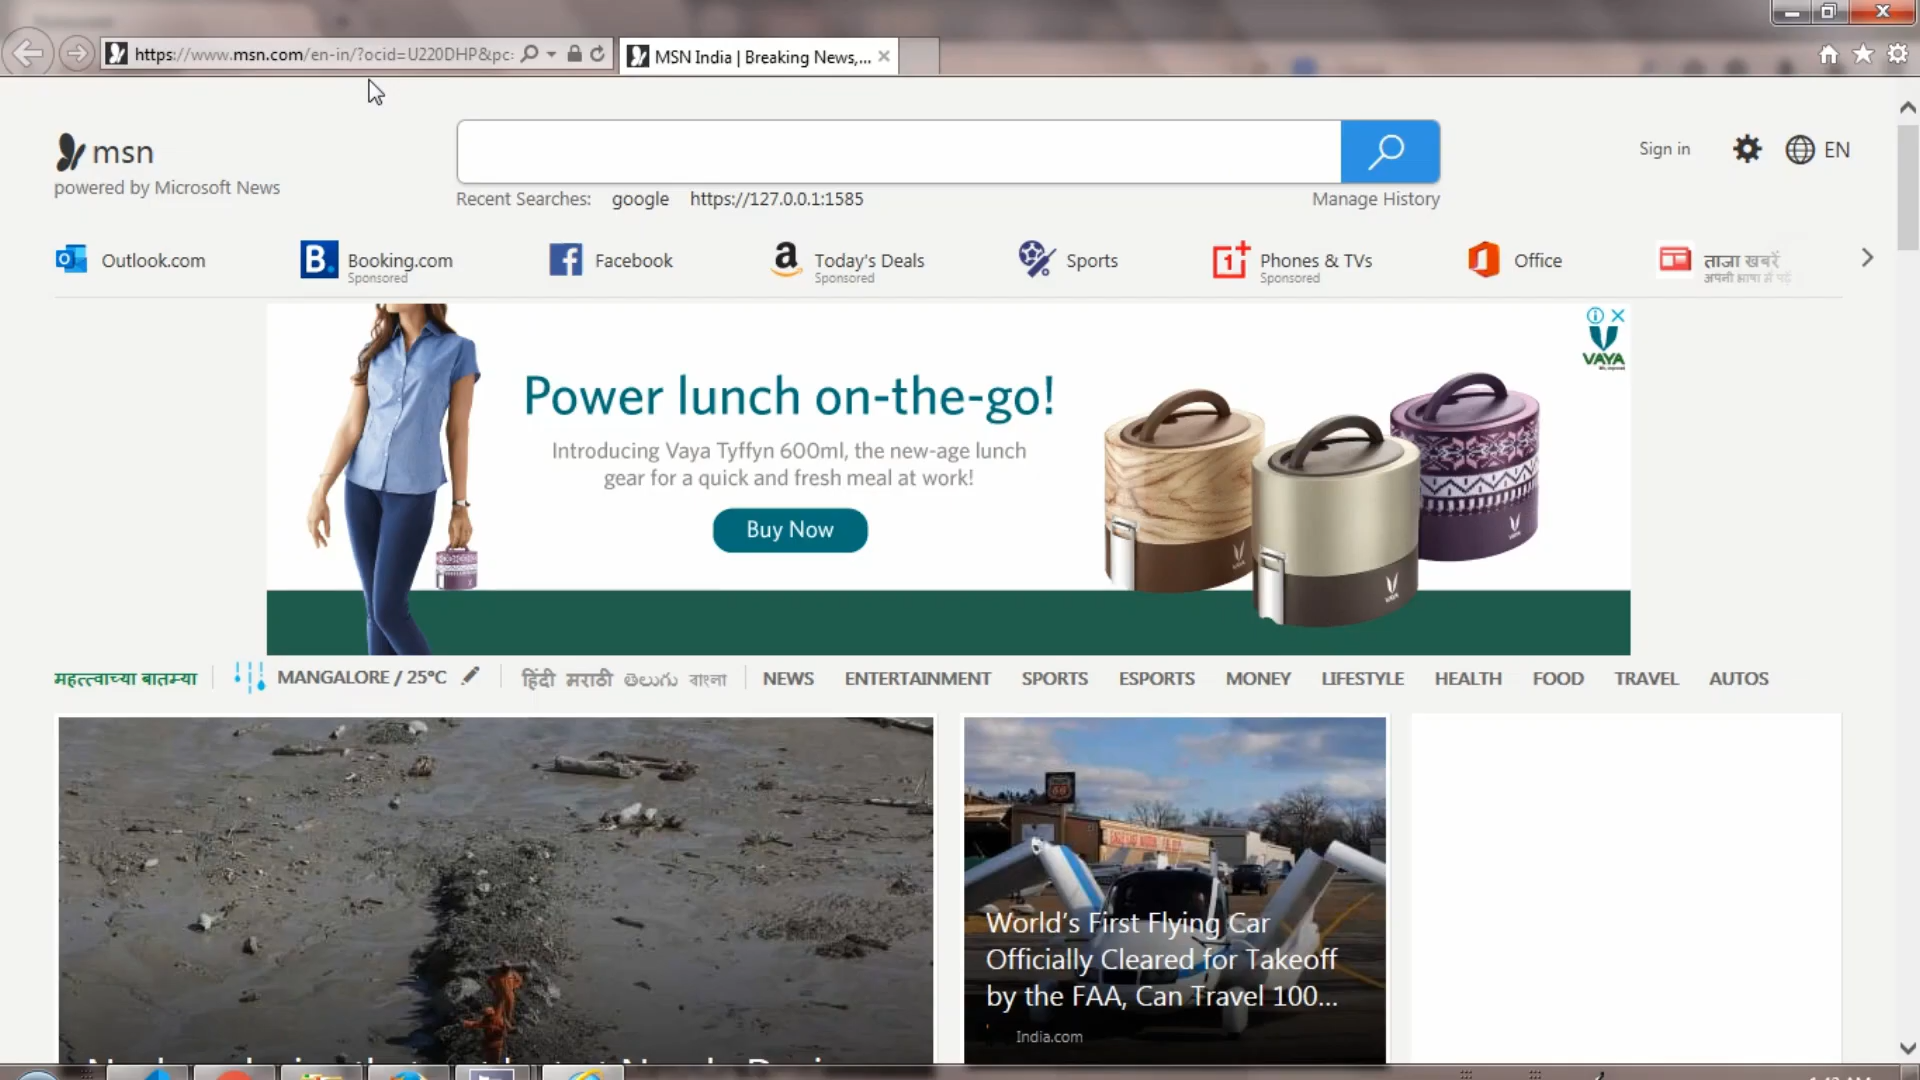 https://www.msn.com/en-in/?ocid=U220DHP&pc:
MSN India | Breaking News,...
msn
powered by Microsoft News
Sign in
EN
Recent Searches: google https://127.0.0.1:1585
Manage History
Outlook.com
Booking.com
Sponsored
Facebook
Today's Deals
Sponsored
Sports
Phones & TVs
Sponsored
Office
ताजा खबरें
अपनी भाषा में
Power lunch on-the-go!
Introducing Vaya Tyffyn 600ml, the new-age lunch
gear for a quick and fresh meal at work!
Buy Now
VAYA
महत्त्वाच्या बातम्या
MANGALORE / 25°C
हिंदी मराठी తెలుగు বাংলা
NEWS ENTERTAINMENT SPORTS ESPORTS MONEY LIFESTYLE HEALTH FOOD TRAVEL AUTOS
World's First Flying Car
Officially Cleared for Takeoff
by the FAA, Can Travel 100...
India.com